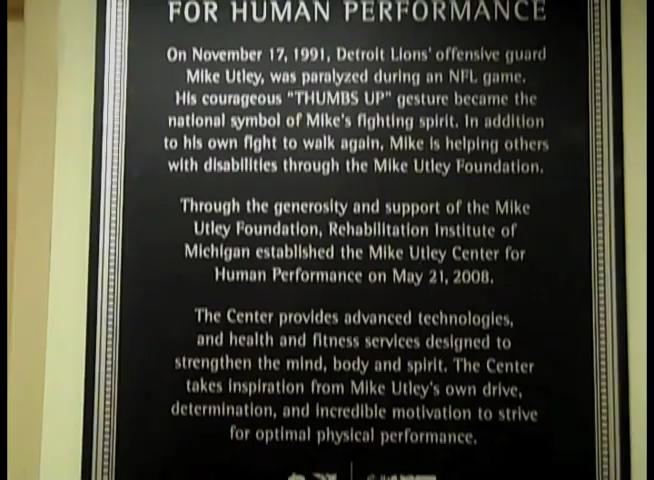 FOR HUMAN PERFORMANCE
On November 17, 1991, Detroit Lions' offensive guard
Mike Utley, was paralyzed during an NFL game.
His courageous "THUMBS UP" gesture became the
national symbol of Mike's fighting spirit. In addition
to his own fight to walk again, Mike is helping others
with disabilities through the Mike Utley Foundation.
Through the generosity and support of the Mike
Utley Foundation, Rehabilitation Institute of
Michigan established the Mike Utley Center for
Human Performance on May 21, 2008.
The Center provides advanced technologies,
and health and fitness services designed to
strengthen the mind, body and spirit. The Center
takes inspiration from Mike Utley's own drive,
determination, and incredible motivation to strive
for optimal physical performance.